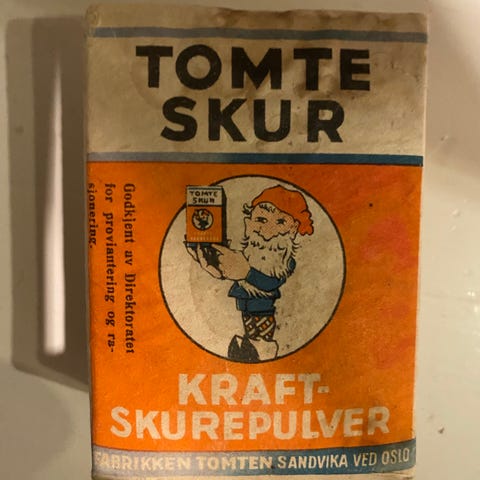 TOMTE
SKUR
TOMTE
SKUR
Godkjent av Direktoratet
for proviantering og ra-
sjonering.
KRAFT-
SKUREPULVER
FABRIKKEN TOMTEN SANDVIKA VED OSLO